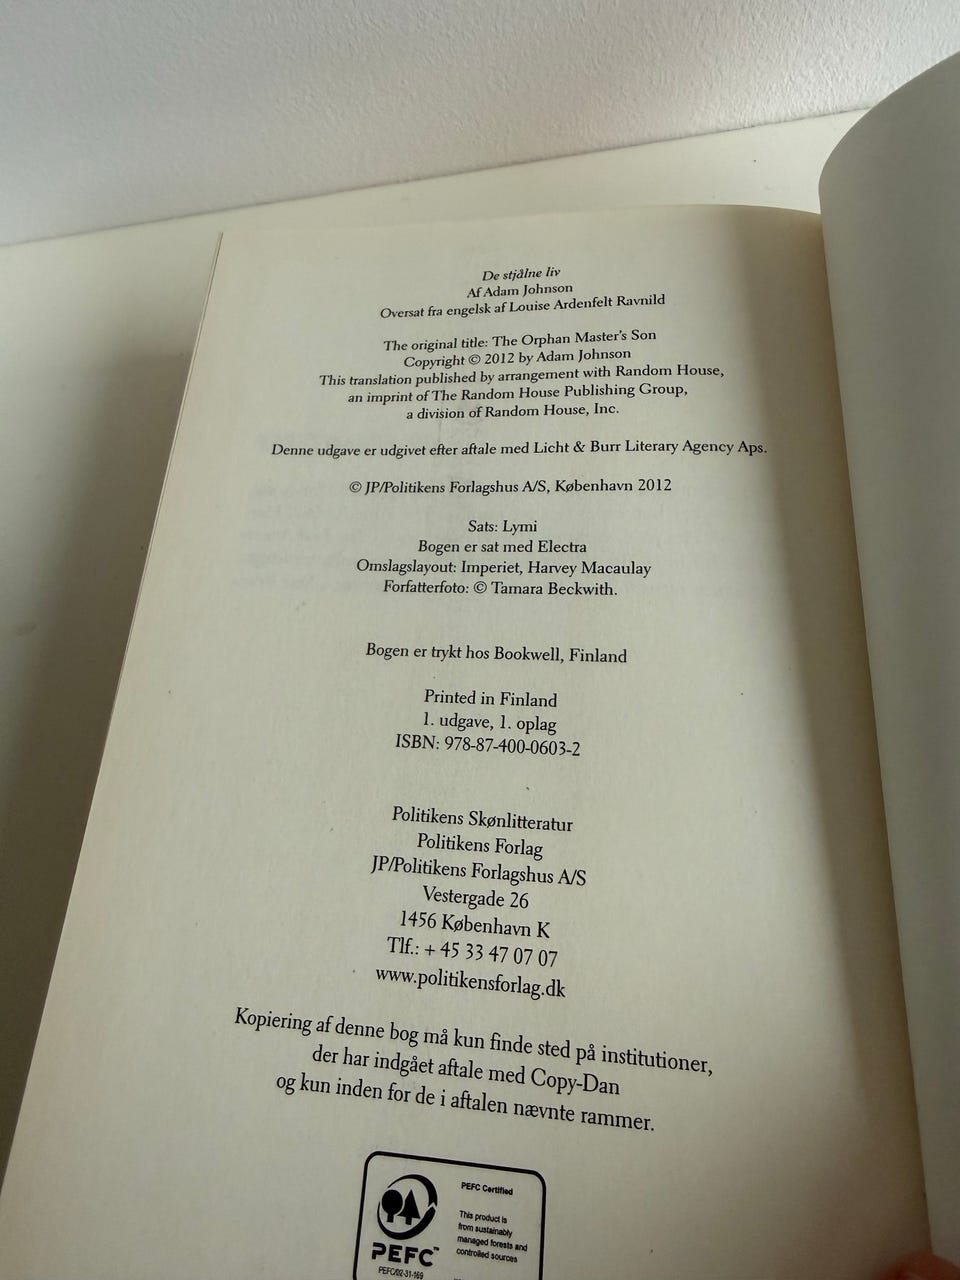 De stjålne liv
Af Adam Johnson
Oversat fra engelsk af Louise Ardenfelt Ravnild
The original title: The Orphan Master's Son
Copyright © 2012 by Adam Johnson
This translation published by arrangement with Random House,
an imprint of The Random House Publishing Group,
a division of Random House, Inc.
Denne udgave er udgivet efter aftale med Licht & Burr Literary Agency Aps.
© JP/Politikens Forlagshus A/S, København 2012
Sats: Lymi
Bogen er sat med Electra
Omslagslayout: Imperiet, Harvey Macaulay
Forfatterfoto: © Tamara Beckwith.
Bogen er trykt hos Bookwell, Finland
Printed in Finland
1. udgave, 1. oplag
ISBN: 978-87-400-0603-2
Politikens Skønlitteratur
Politikens Forlag
JP/Politikens Forlagshus A/S
Vestergade 26
1456 København K
Tlf.: + 45 33 47 07 07
www.politikensforlag.dk
Kopiering af denne bog må kun finde sted på institutioner,
der har indgået aftale med Copy-Dan
og kun inden for de i aftalen nævnte rammer.
PEFC™
PEFC/02-31-169
PEFC Certified
This product is
from sustainably
managed forests and
controlled sources